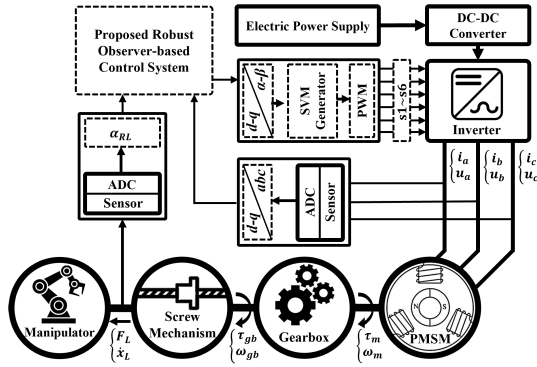 Proposed Robust
Observer-based
Control System
Electric Power Supply
DC-DC
Converter
d-q
α-β
SVM
Generator
PWM
s1~s6
Inverter
α_RL
ADC
Sensor
d-q
abc
ADC
Sensor
i_a
u_a
i_b
u_b
i_c
u_c
Manipulator
Screw
Mechanism
Gearbox
N
S
PMSM
F_L
ẋ_L
τ_gb
ω_gb
τ_m
ω_m